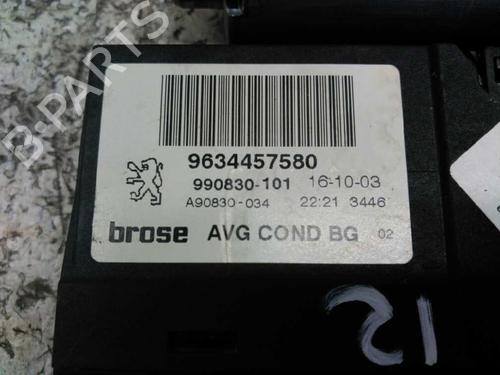 B-PARTS
9634457580
990830-101 16-10-03
A90830-034 22:21 3446
brose AVG COND BG 02
21